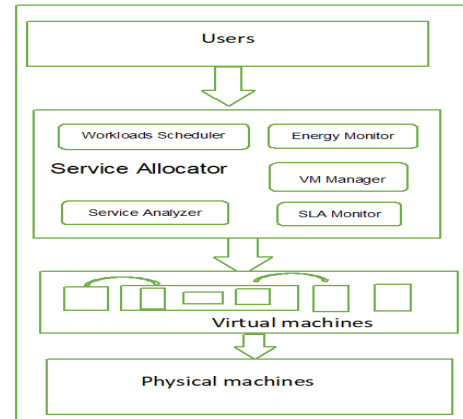 Users
Workloads Scheduler
Energy Monitor
Service Allocator
VM Manager
Service Analyzer
SLA Monitor
Virtual machines
Physical machines